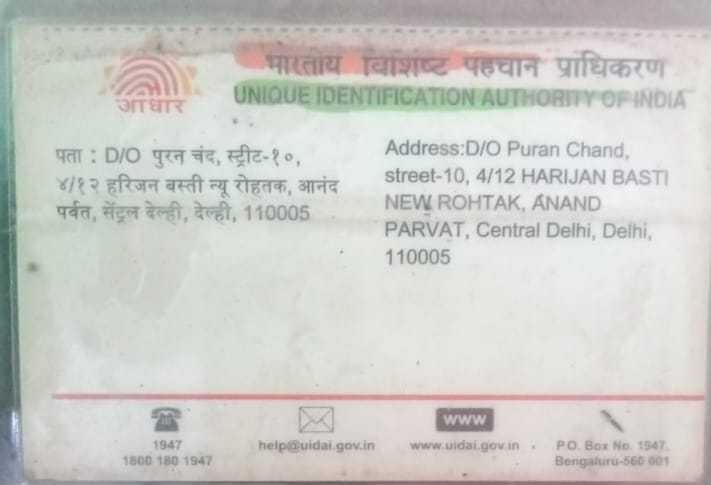 आधार
भारतीय विशिष्ट पहचान प्राधिकरण
UNIQUE IDENTIFICATION AUTHORITY OF INDIA
पता : D/O पुरन चंद, स्ट्रीट-१०,
४/१२ हरिजन बस्ती न्यू रोहतक, आनंद
पर्वत, सेंट्रल देल्ही, देल्ही, 110005
Address:D/O Puran Chand,
street-10, 4/12 HARIJAN BASTI
NEW ROHTAK, ANAND
PARVAT, Central Delhi, Delhi,
110005
1947
1800 180 1947
help@uidai.gov.in
www
www.uidai.gov.in
P.O. Box No. 1947,
Bengaluru-560 001